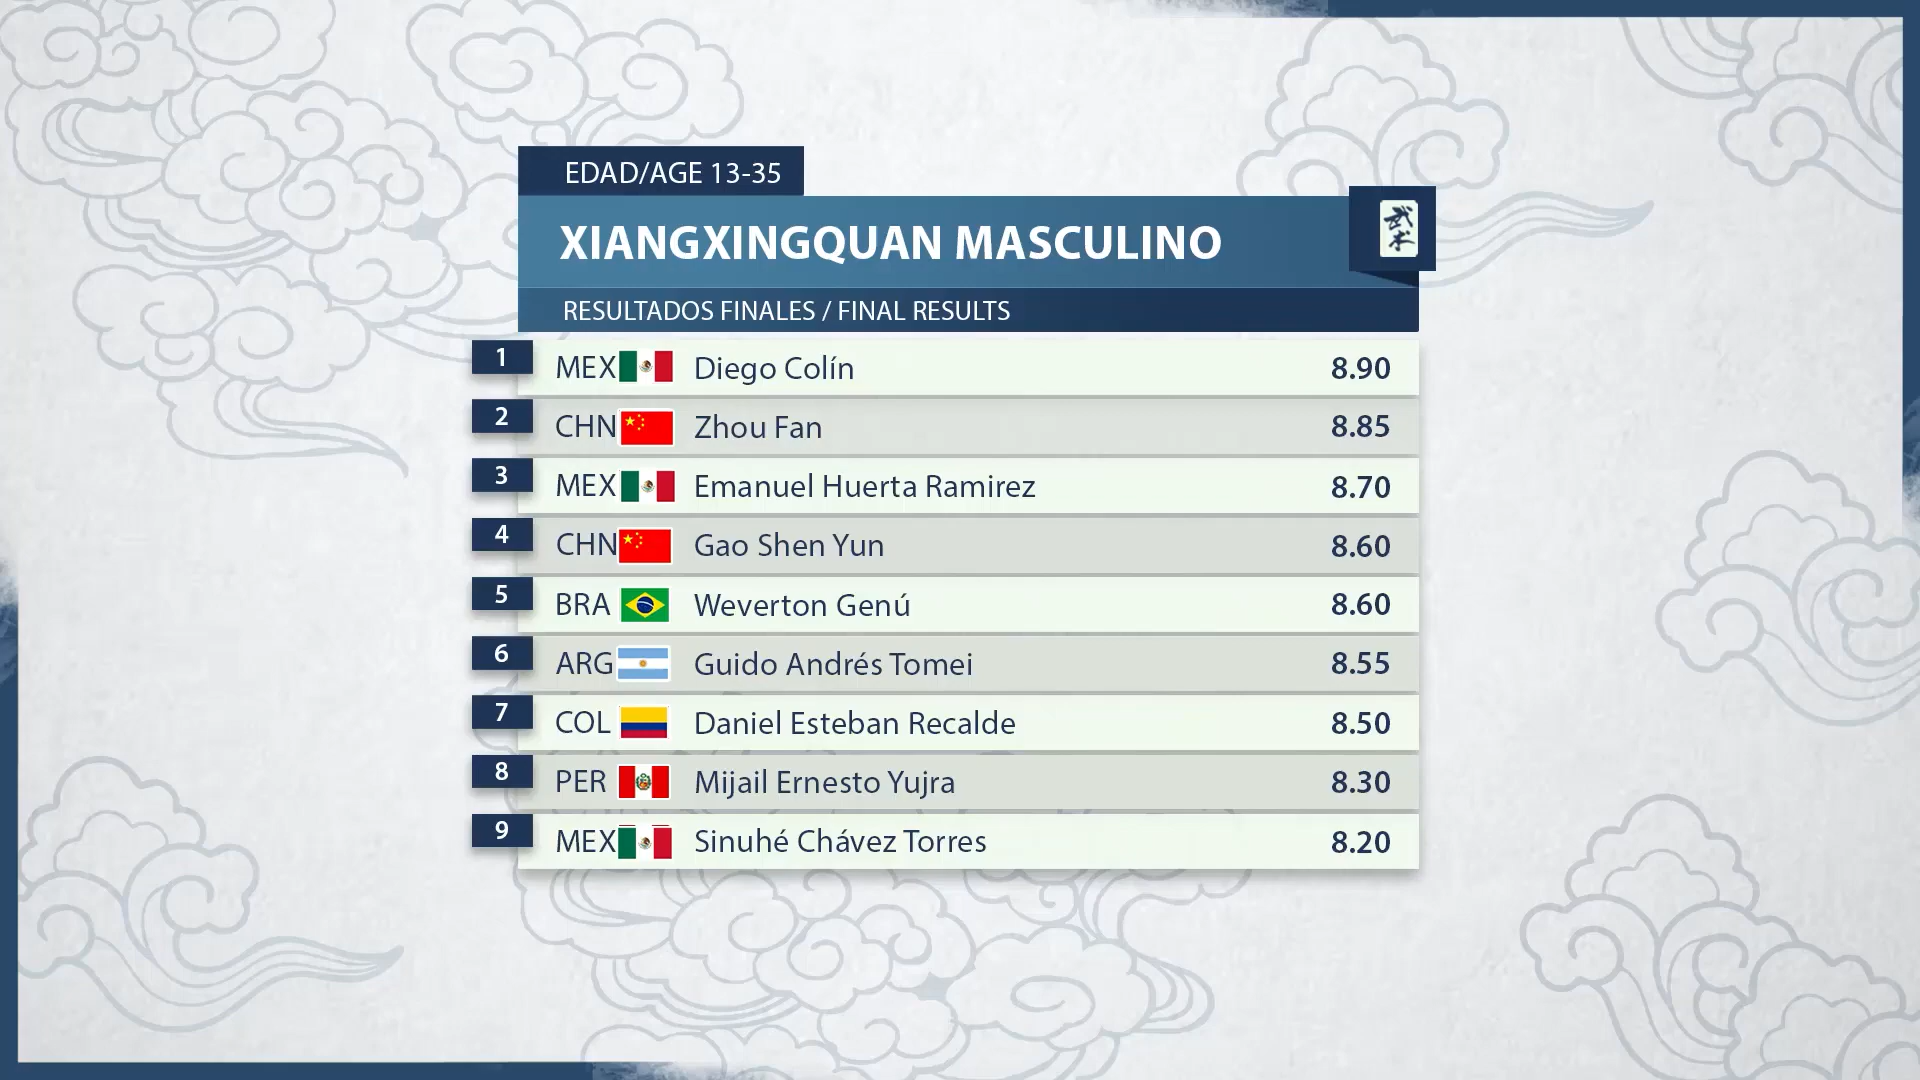 EDAD/AGE 13-35
XIANGXINGQUAN MASCULINO
武术
RESULTADOS FINALES / FINAL RESULTS
1 MEX Diego Colín 8.90
2 CHN Zhou Fan 8.85
3 MEX Emanuel Huerta Ramirez 8.70
4 CHN Gao Shen Yun 8.60
5 BRA Weverton Genú 8.60
6 ARG Guido Andrés Tomei 8.55
7 COL Daniel Esteban Recalde 8.50
8 PER Mijail Ernesto Yujra 8.30
9 MEX Sinuhé Chávez Torres 8.20